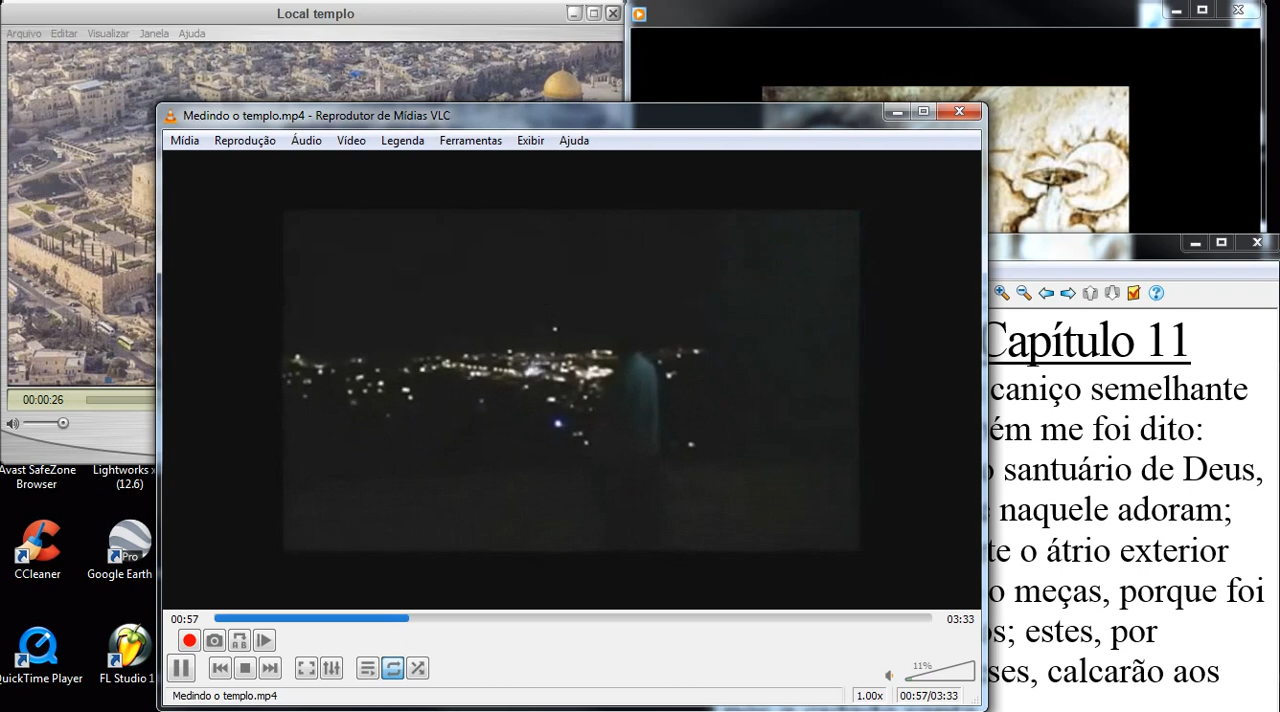 Local templo
Arquivo Editar Visualizar Janela Ajuda
00:00:26
Medindo o templo.mp4 - Reprodutor de Mídias VLC
Mídia Reprodução Áudio Vídeo Legenda Ferramentas Exibir Ajuda
00:57
03:33
11%
Medindo o templo.mp4
1.00x
00:57/03:33
Capítulo 11
caniço semelhante
ém me foi dito:
o santuário de Deus,
e naquele adoram;
te o átrio exterior
o meças, porque foi
os; estes, por
ses, calcarão aos
Avast SafeZone
Browser
Lightworks x
(12.6)
CCleaner
Pro
Google Earth
QuickTime Player
FL Studio 1